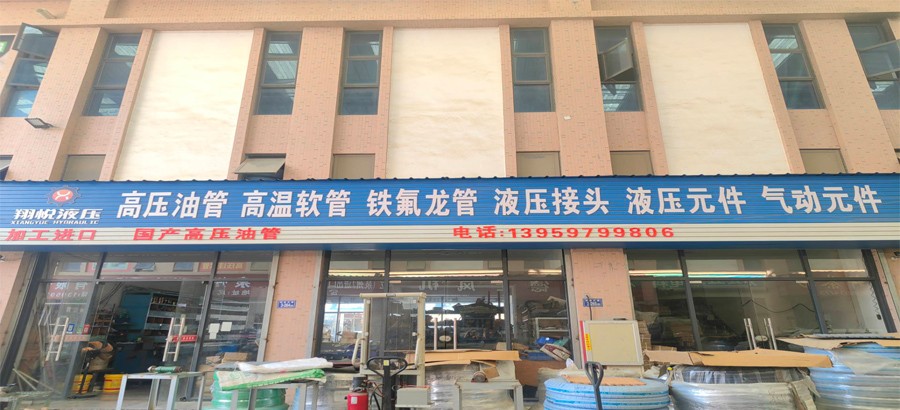 翔悦液压
XIANGYUE HYDRAULIC
高压油管 高温软管 铁氟龙管 液压接头 液压元件 气动元件
加工进口 国产高压油管
电话:13959799806